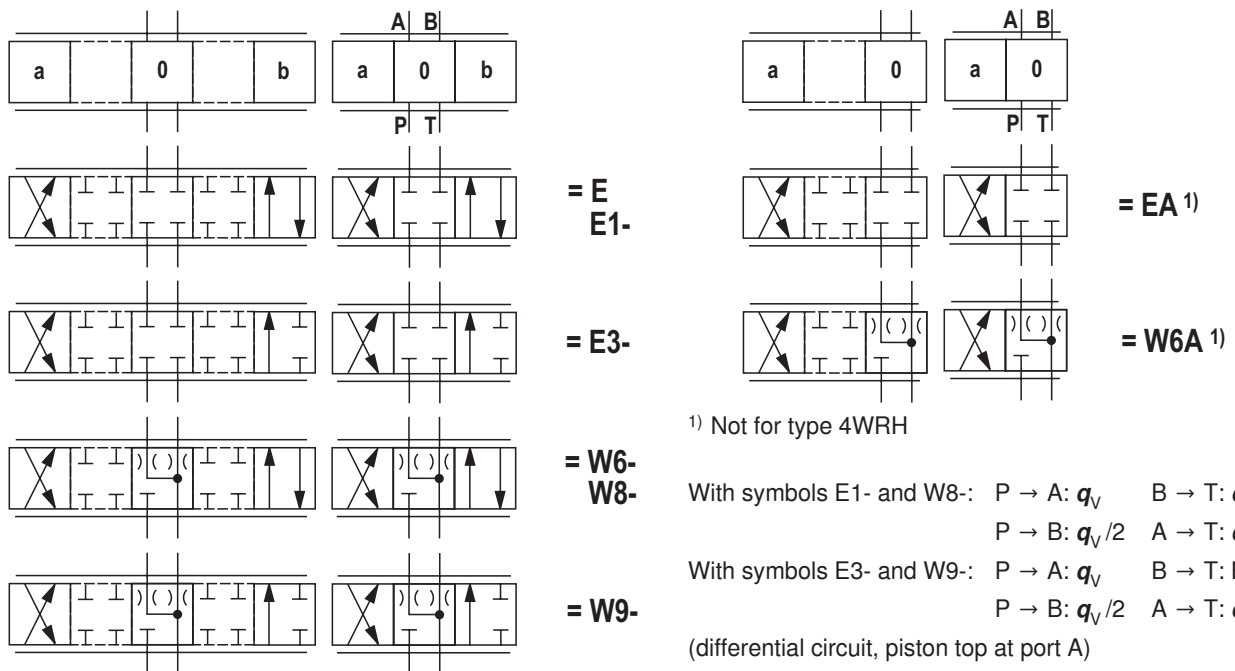 A B
a 0 b
a 0 b
P T
= E
E1-
= E3-
= W6-
W8-
= W9-
A B
a 0
a 0
P T
= EA 1)
= W6A 1)
1) Not for type 4WRH
With symbols E1- and W8-: P → A: qV B → T:
P → B: qV/2 A → T:
With symbols E3- and W9-: P → A: qV B → T:
P → B: qV/2 A → T:
(differential circuit, piston top at port A)